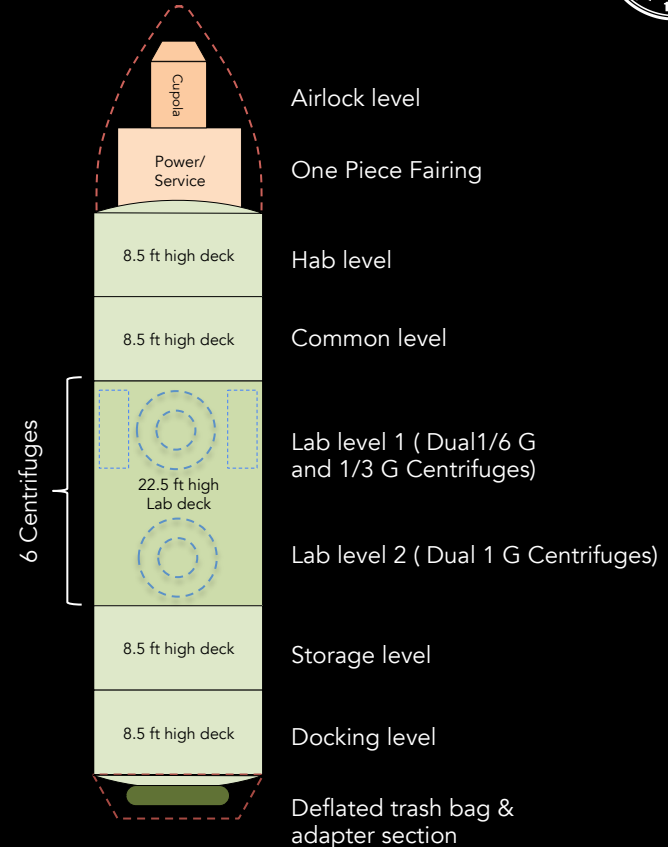 Cupola
Airlock level
Power/
Service
One Piece Fairing
8.5 ft high deck
Hab level
8.5 ft high deck
Common level
6 Centrifuges
Lab level 1 ( Dual1/6 G
and 1/3 G Centrifuges)
22.5 ft high
Lab deck
Lab level 2 ( Dual 1 G Centrifuges)
8.5 ft high deck
Storage level
8.5 ft high deck
Docking level
Deflated trash bag &
adapter section